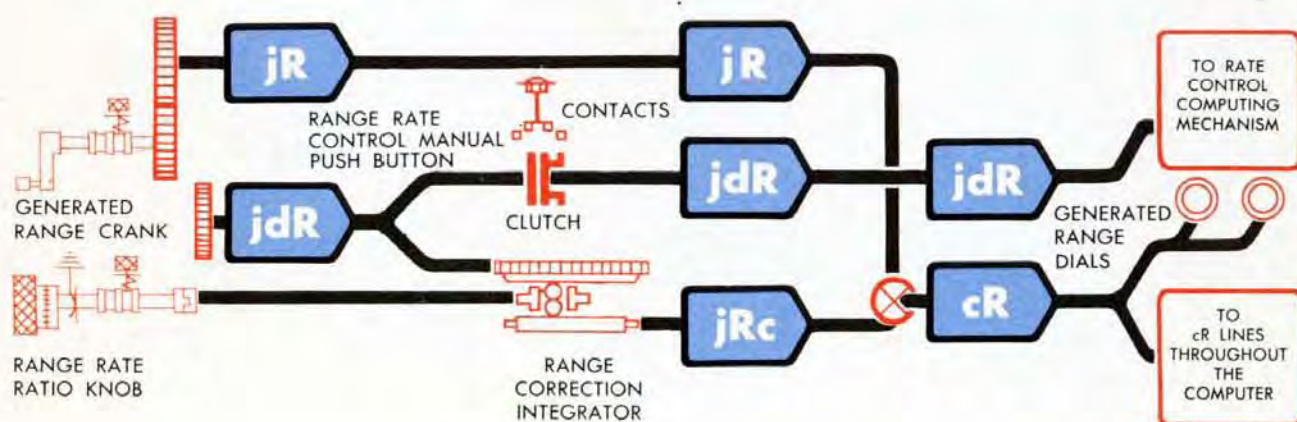 jR
jR
TO RATE
CONTROL
COMPUTING
MECHANISM
RANGE RATE
CONTROL MANUAL
PUSH BUTTON
CONTACTS
GENERATED
RANGE CRANK
jdR
CLUTCH
jdR
jdR
GENERATED
RANGE
DIALS
RANGE RATE
RATIO KNOB
RANGE
CORRECTION
INTEGRATOR
jRc
cR
TO
cR LINES
THROUGHOUT
THE
COMPUTER